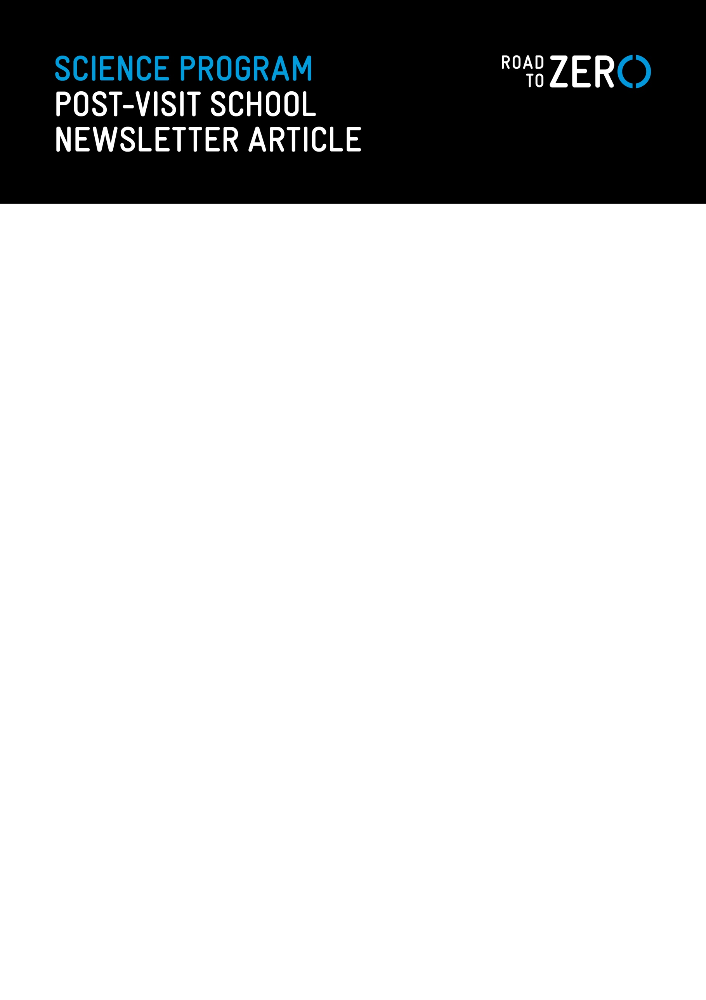 SCIENCE PROGRAM
POST-VISIT SCHOOL
NEWSLETTER ARTICLE
ROAD
TO ZERO